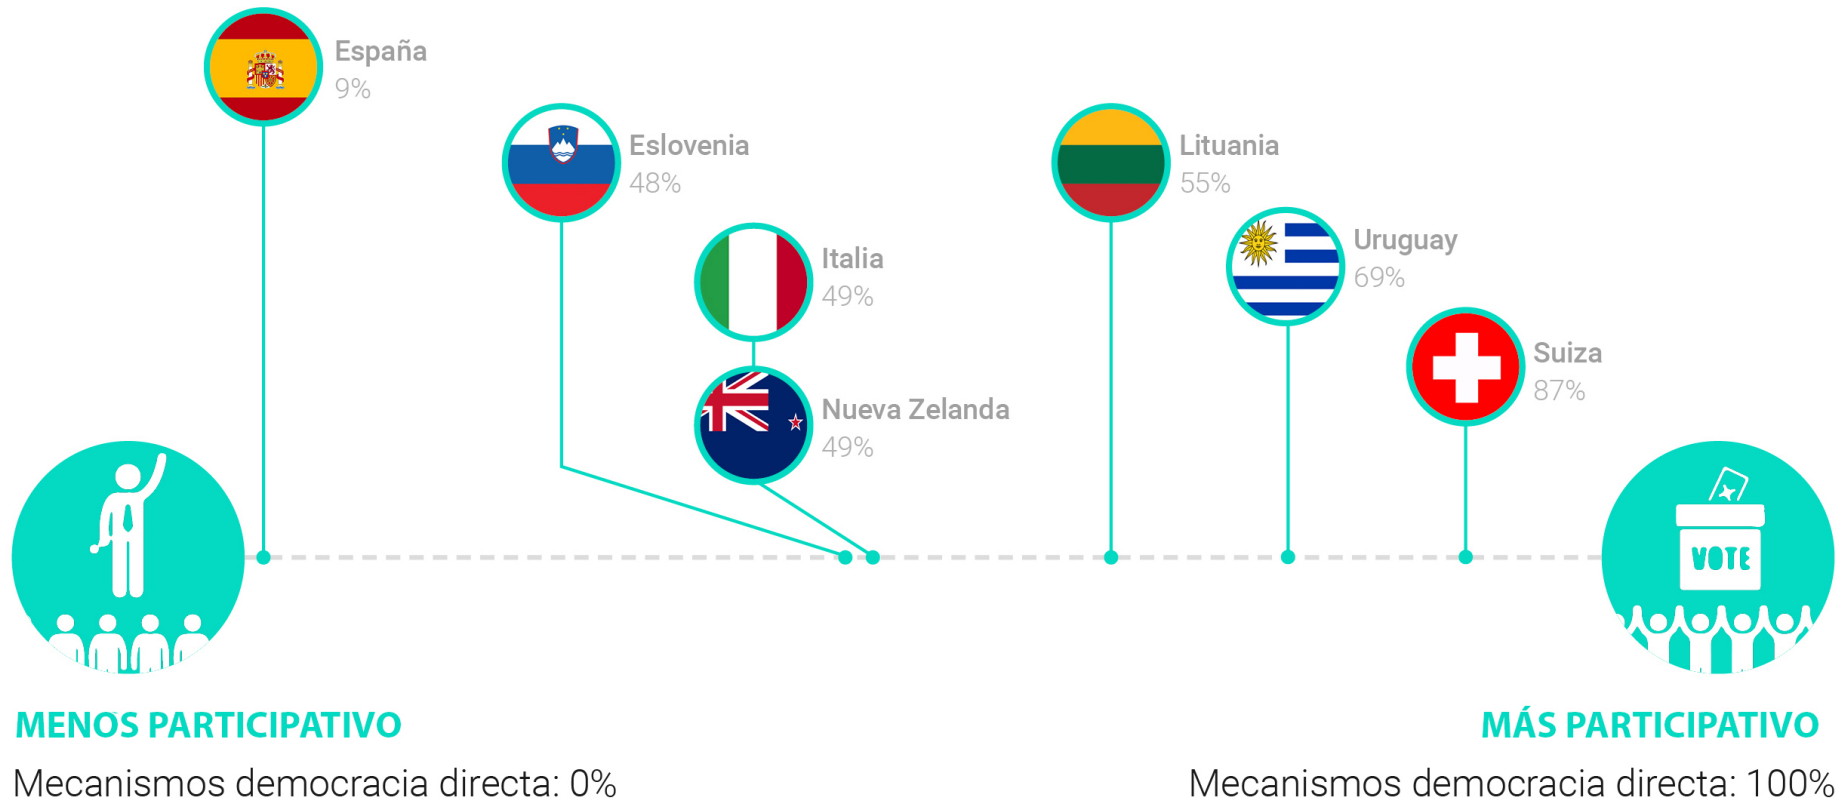 España
9%
Eslovenia
48%
Italia
49%
Nueva Zelanda
49%
Lituania
55%
Uruguay
69%
Suiza
87%
VOTE
MENOS PARTICIPATIVO
Mecanismos democracia directa: 0%
MÁS PARTICIPATIVO
Mecanismos democracia directa: 100%